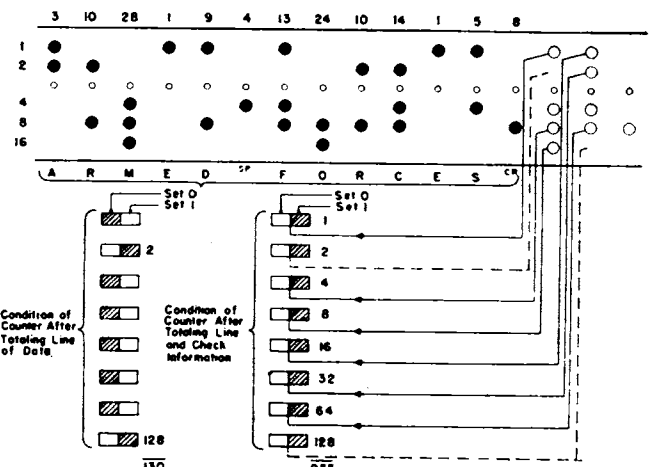 3 10 28 1 9 4 13 24 10 14 1 5 8
1
2
4
8
16
A R M E D SP F O R C E S CR
Set 0
Set 1
2
128
Condition of
Counter After
Totaling Line
of Data
130
Set 0
Set 1
1
2
4
8
16
32
64
128
Condition of
Counter After
Totaling Line
and Check
Information